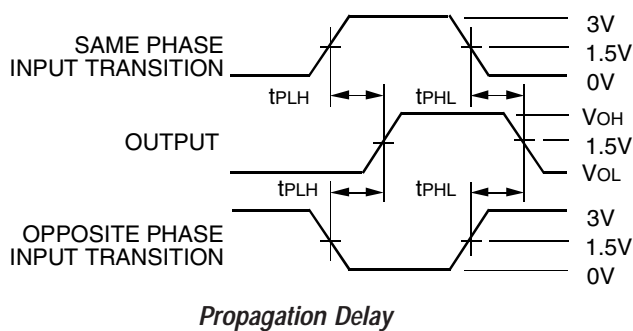 SAME PHASE
INPUT TRANSITION
3V
1.5V
0V
tPLH
tPHL
OUTPUT
VOH
1.5V
VOL
tPLH
tPHL
OPPOSITE PHASE
INPUT TRANSITION
3V
1.5V
0V
Propagation Delay